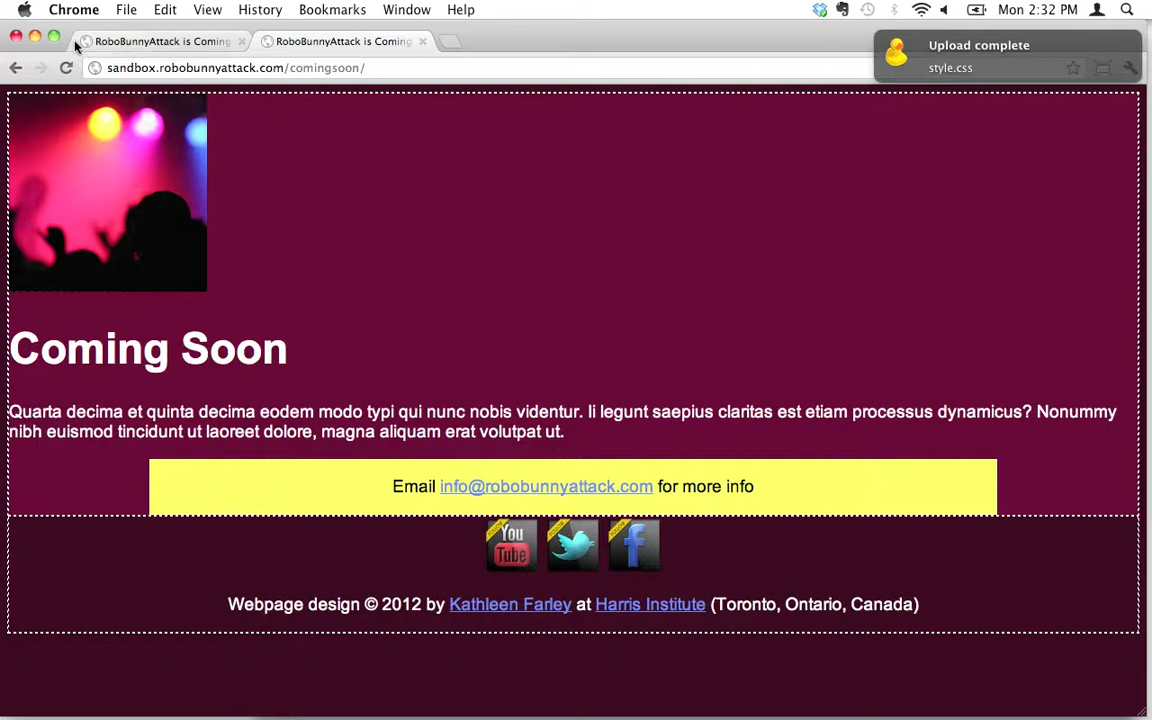 Chrome File Edit View History Bookmarks Window Help Mon 2:32 PM
RoboBunnyAttack is Coming RoboBunnyAttack is Coming
Upload complete
style.css
sandbox.robobunnyattack.com/comingsoon/
Coming Soon
Quarta decima et quinta decima eodem modo typi qui nunc nobis videntur. Ii legunt saepius claritas est etiam processus dynamicus? Nonummy
nibh euismod tincidunt ut laoreet dolore, magna aliquam erat volutpat ut.
Email info@robobunnyattack.com for more info
You Tube
Webpage design © 2012 by Kathleen Farley at Harris Institute (Toronto, Ontario, Canada)